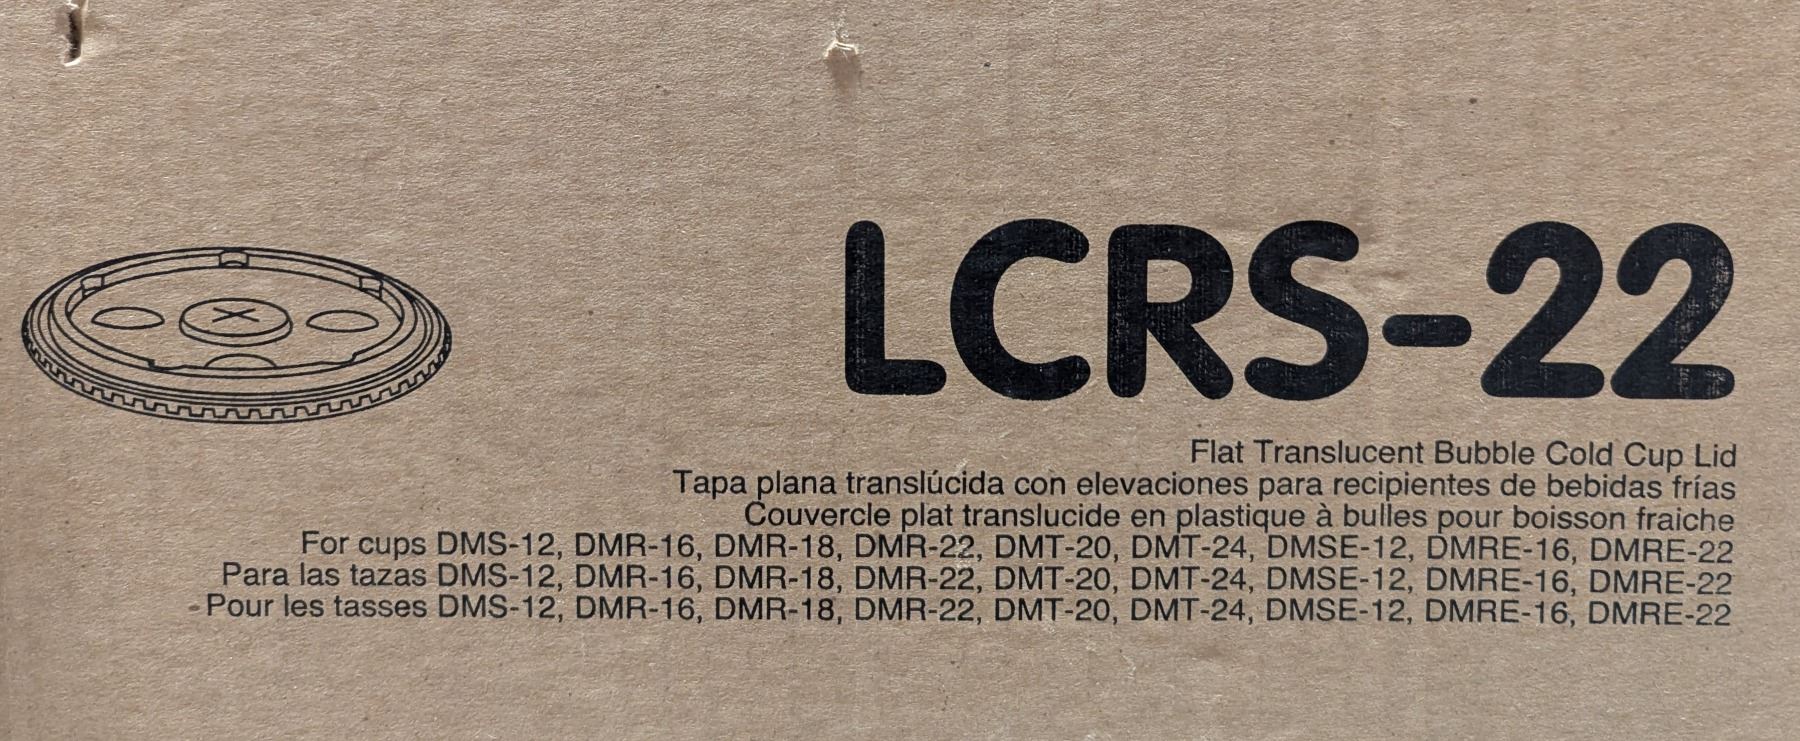 LCRS-22
Flat Translucent Bubble Cold Cup Lid
Tapa plana translúcida con elevaciones para recipientes de bebidas frías
Couvercle plat translucide en plastique à bulles pour boisson fraiche
For cups DMS-12, DMR-16, DMR-18, DMR-22, DMT-20, DMT-24, DMSE-12, DMRE-16, DMRE-22
Para las tazas DMS-12, DMR-16, DMR-18, DMR-22, DMT-20, DMT-24, DMSE-12, DMRE-16, DMRE-22
Pour les tasses DMS-12, DMR-16, DMR-18, DMR-22, DMT-20, DMT-24, DMSE-12, DMRE-16, DMRE-22